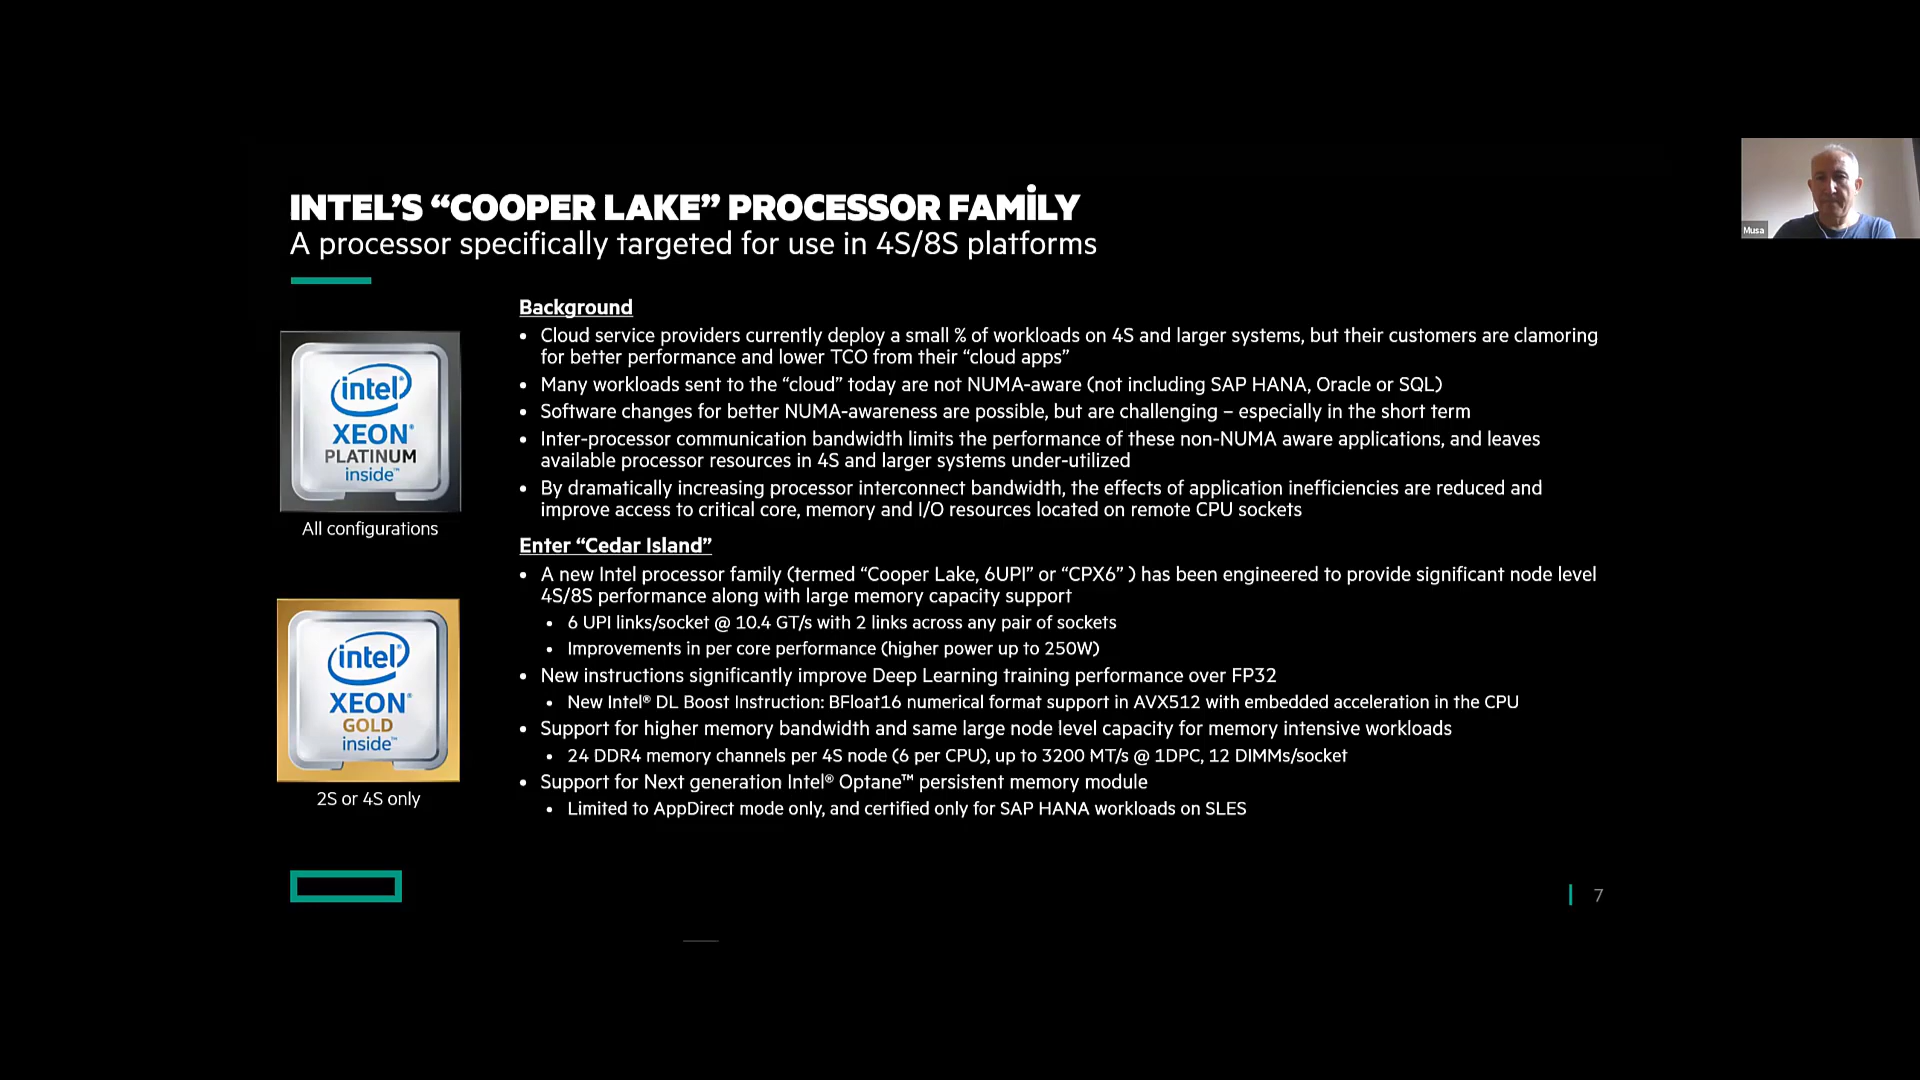 INTEL'S “COOPER LAKE” PROCESSOR FAMİLY
A processor specifically targeted for use in 4S/8S platforms
Musa
intel®
XEON®
PLATINUM
inside™
All configurations
intel®
XEON®
GOLD
inside™
2S or 4S only
Background
• Cloud service providers currently deploy a small % of workloads on 4S and larger systems, but their customers are clamoring
for better performance and lower TCO from their “cloud apps”
• Many workloads sent to the “cloud” today are not NUMA-aware (not including SAP HANA, Oracle or SQL)
• Software changes for better NUMA-awareness are possible, but are challenging – especially in the short term
• Inter-processor communication bandwidth limits the performance of these non-NUMA aware applications, and leaves
available processor resources in 4S and larger systems under-utilized
• By dramatically increasing processor interconnect bandwidth, the effects of application inefficiencies are reduced and
improve access to critical core, memory and I/O resources located on remote CPU sockets
Enter “Cedar Island”
• A new Intel processor family (termed “Cooper Lake, 6UPI” or “CPX6” ) has been engineered to provide significant node level
4S/8S performance along with large memory capacity support
• 6 UPI links/socket @ 10.4 GT/s with 2 links across any pair of sockets
• Improvements in per core performance (higher power up to 250W)
• New instructions significantly improve Deep Learning training performance over FP32
• New Intel® DL Boost Instruction: BFloat16 numerical format support in AVX512 with embedded acceleration in the CPU
• Support for higher memory bandwidth and same large node level capacity for memory intensive workloads
• 24 DDR4 memory channels per 4S node (6 per CPU), up to 3200 MT/s @ 1DPC, 12 DIMMs/socket
• Support for Next generation Intel® Optane™ persistent memory module
• Limited to AppDirect mode only, and certified only for SAP HANA workloads on SLES
7